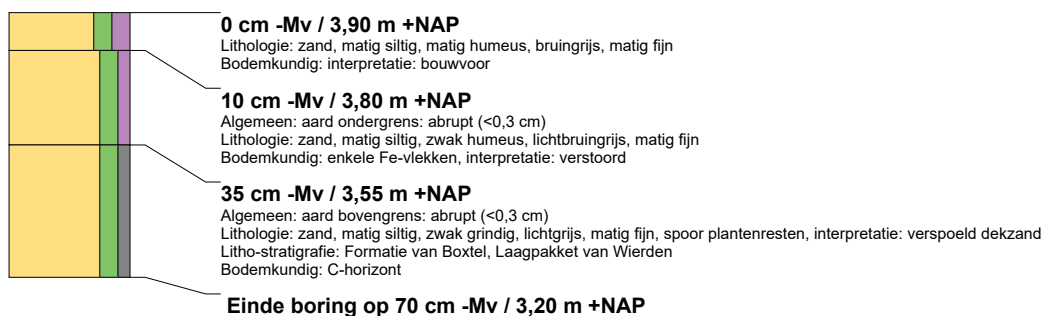 0 cm -Mv / 3,90 m +NAP
Lithologie: zand, matig siltig, matig humeus, bruingrijs, matig fijn
Bodemkundig: interpretatie: bouwvoor
10 cm -Mv / 3,80 m +NAP
Algemeen: aard ondergrens: abrupt (<0,3 cm)
Lithologie: zand, matig siltig, zwak humeus, lichtbruingrijs, matig fijn
Bodemkundig: enkele Fe-vlekken, interpretatie: verstoord
35 cm -Mv / 3,55 m +NAP
Algemeen: aard bovengrens: abrupt (<0,3 cm)
Lithologie: zand, matig siltig, zwak grindig, lichtgrijs, matig fijn, spoor plantenresten, interpretatie: verspoeld dekzand
Litho-stratigrafie: Formatie van Boxtel, Laagpakket van Wierden
Bodemkundig: C-horizont
Einde boring op 70 cm -Mv / 3,20 m +NAP